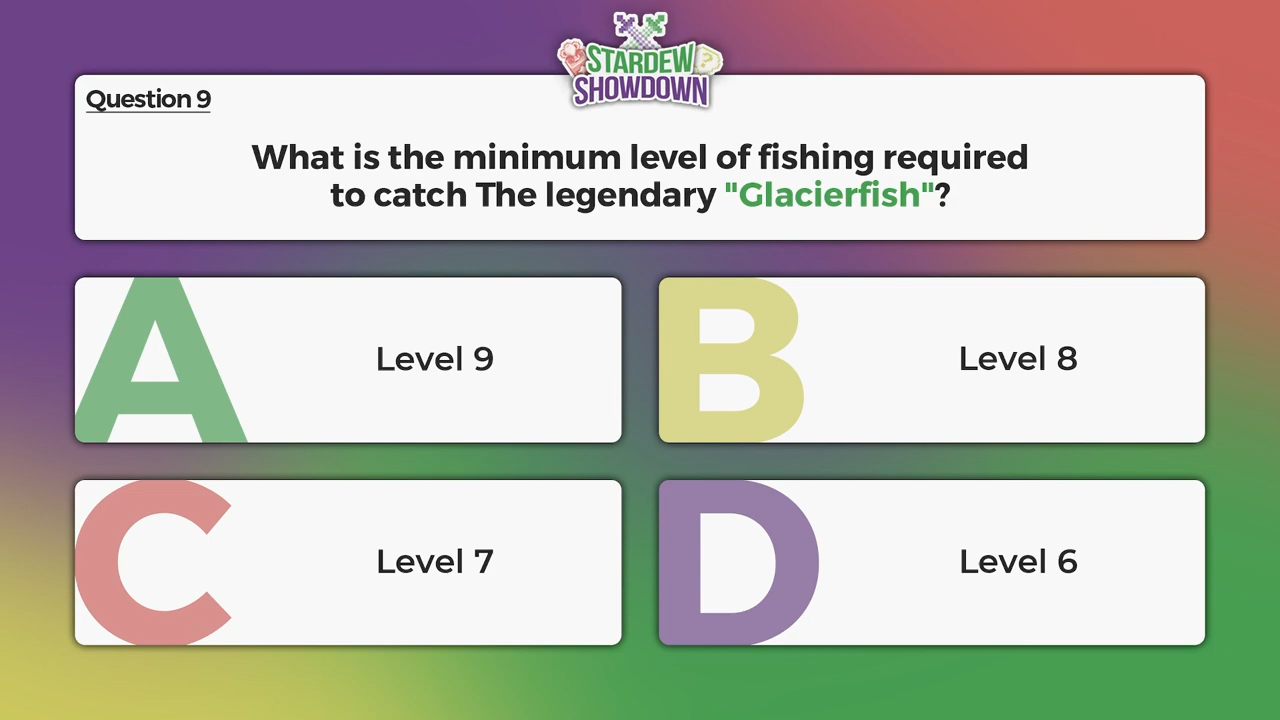 STARDEW
SHOWDOWN
Question 9
What is the minimum level of fishing required
to catch The legendary "Glacierfish"?
A
Level 9
B
Level 8
C
Level 7
D
Level 6